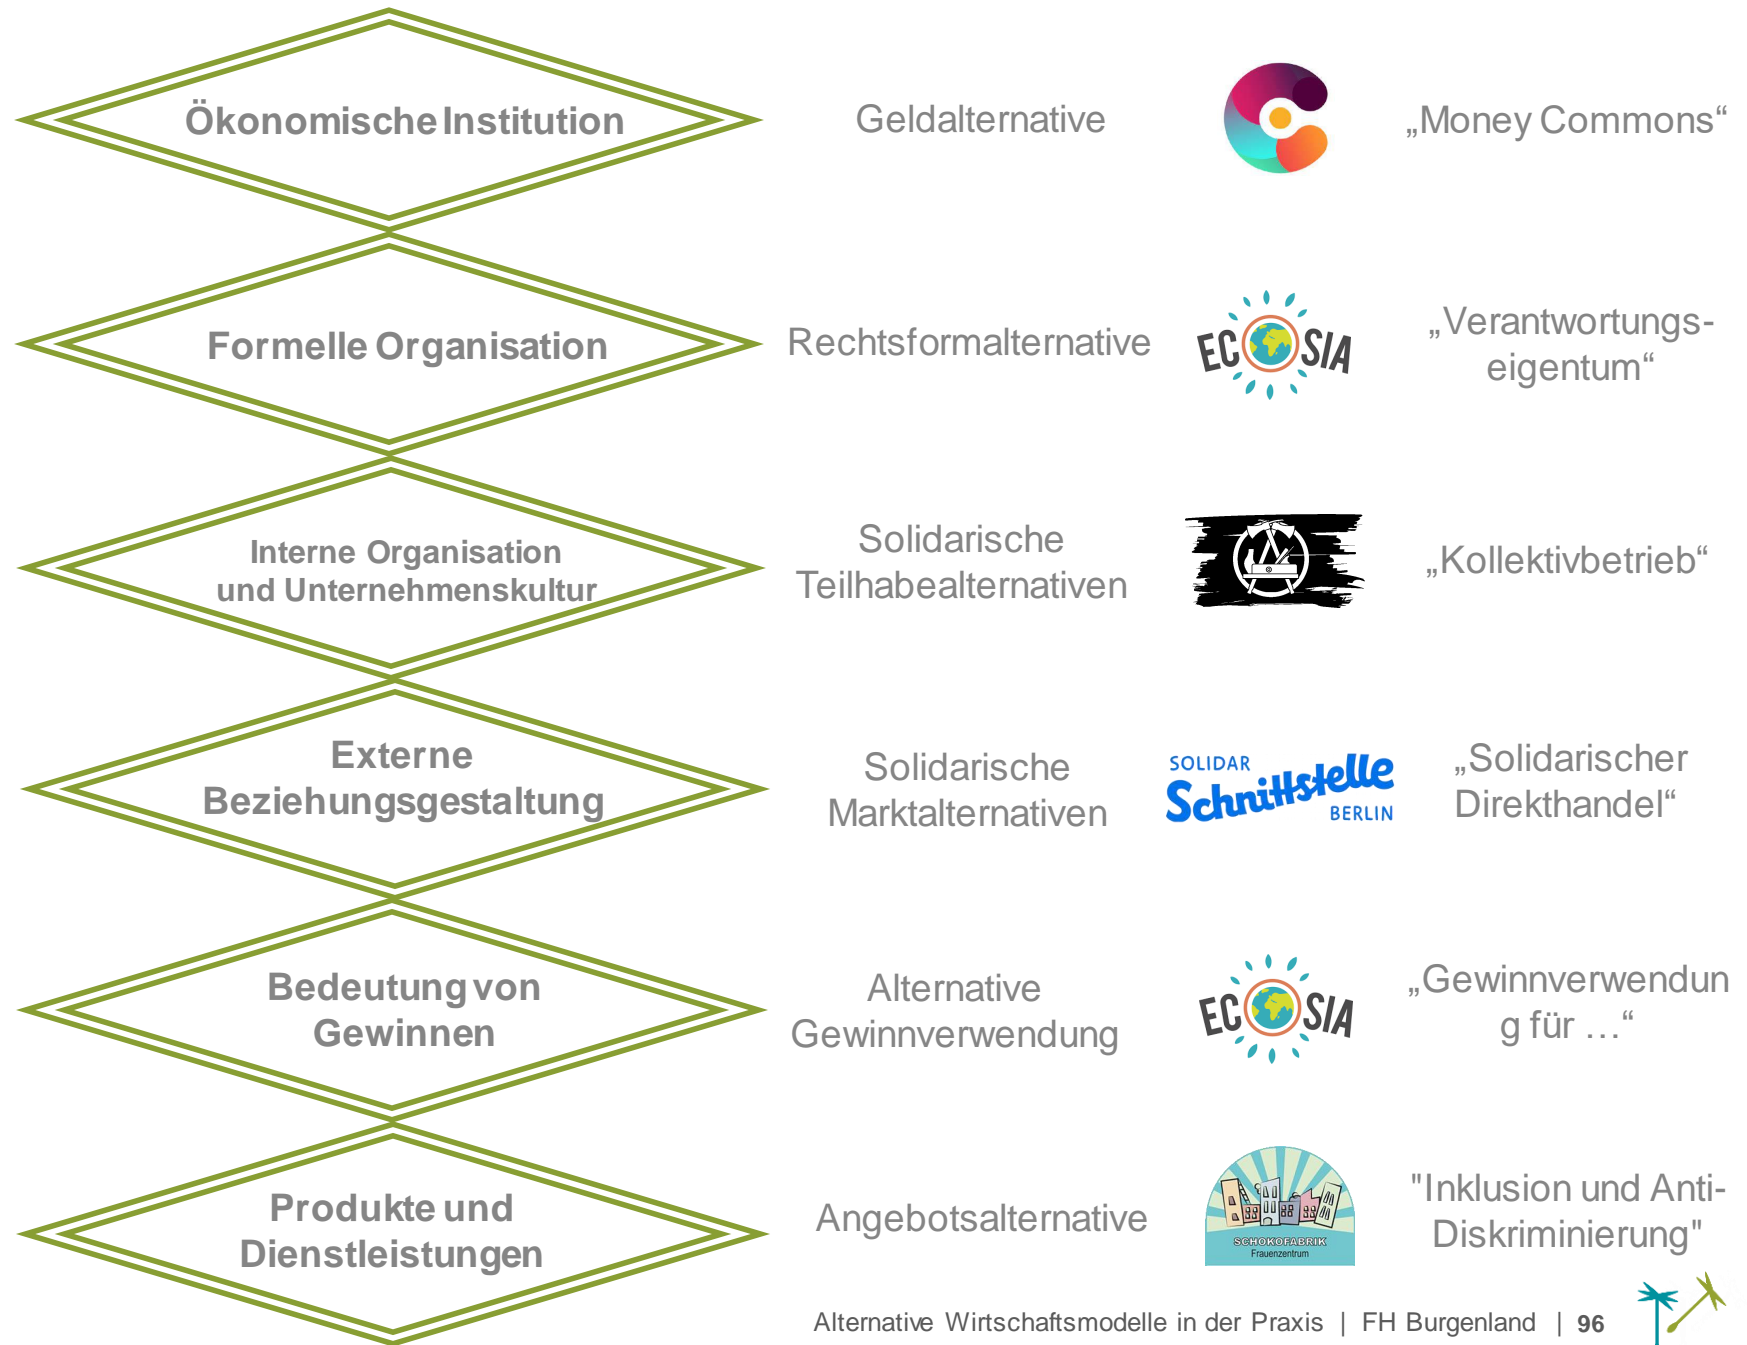 Ökonomische Institution
Geldalternative
„Money Commons“
Formelle Organisation
Rechtsformalternative
ECOSIA
„Verantwortungs-
eigentum“
Interne Organisation
und Unternehmenskultur
Solidarische
Teilhabealternativen
„Kollektivbetrieb“
Externe
Beziehungsgestaltung
Solidarische
Marktalternativen
SOLIDAR
Schnittstelle
BERLIN
„Solidarischer
Direkthandel“
Bedeutung von
Gewinnen
Alternative
Gewinnverwendung
ECOSIA
„Gewinnverwendun
g für …“
Produkte und
Dienstleistungen
Angebotsalternative
SCHOKOFABRIK
Frauenzentrum
"Inklusion und Anti-
Diskriminierung"
Alternative Wirtschaftsmodelle in der Praxis | FH Burgenland | 96